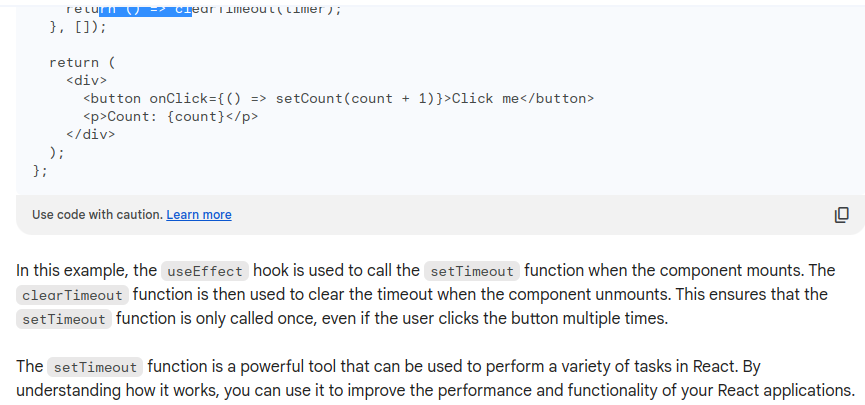 return () => clearTimeout(timer);
}, []);
return (
<div>
<button onClick={() => setCount(count + 1)}>Click me</button>
<p>Count: {count}</p>
</div>
);
};
Use code with caution. Learn more
In this example, the useEffect hook is used to call the setTimeout function when the component mounts. The
clearTimeout function is then used to clear the timeout when the component unmounts. This ensures that the
setTimeout function is only called once, even if the user clicks the button multiple times.
The setTimeout function is a powerful tool that can be used to perform a variety of tasks in React. By
understanding how it works, you can use it to improve the performance and functionality of your React applications.